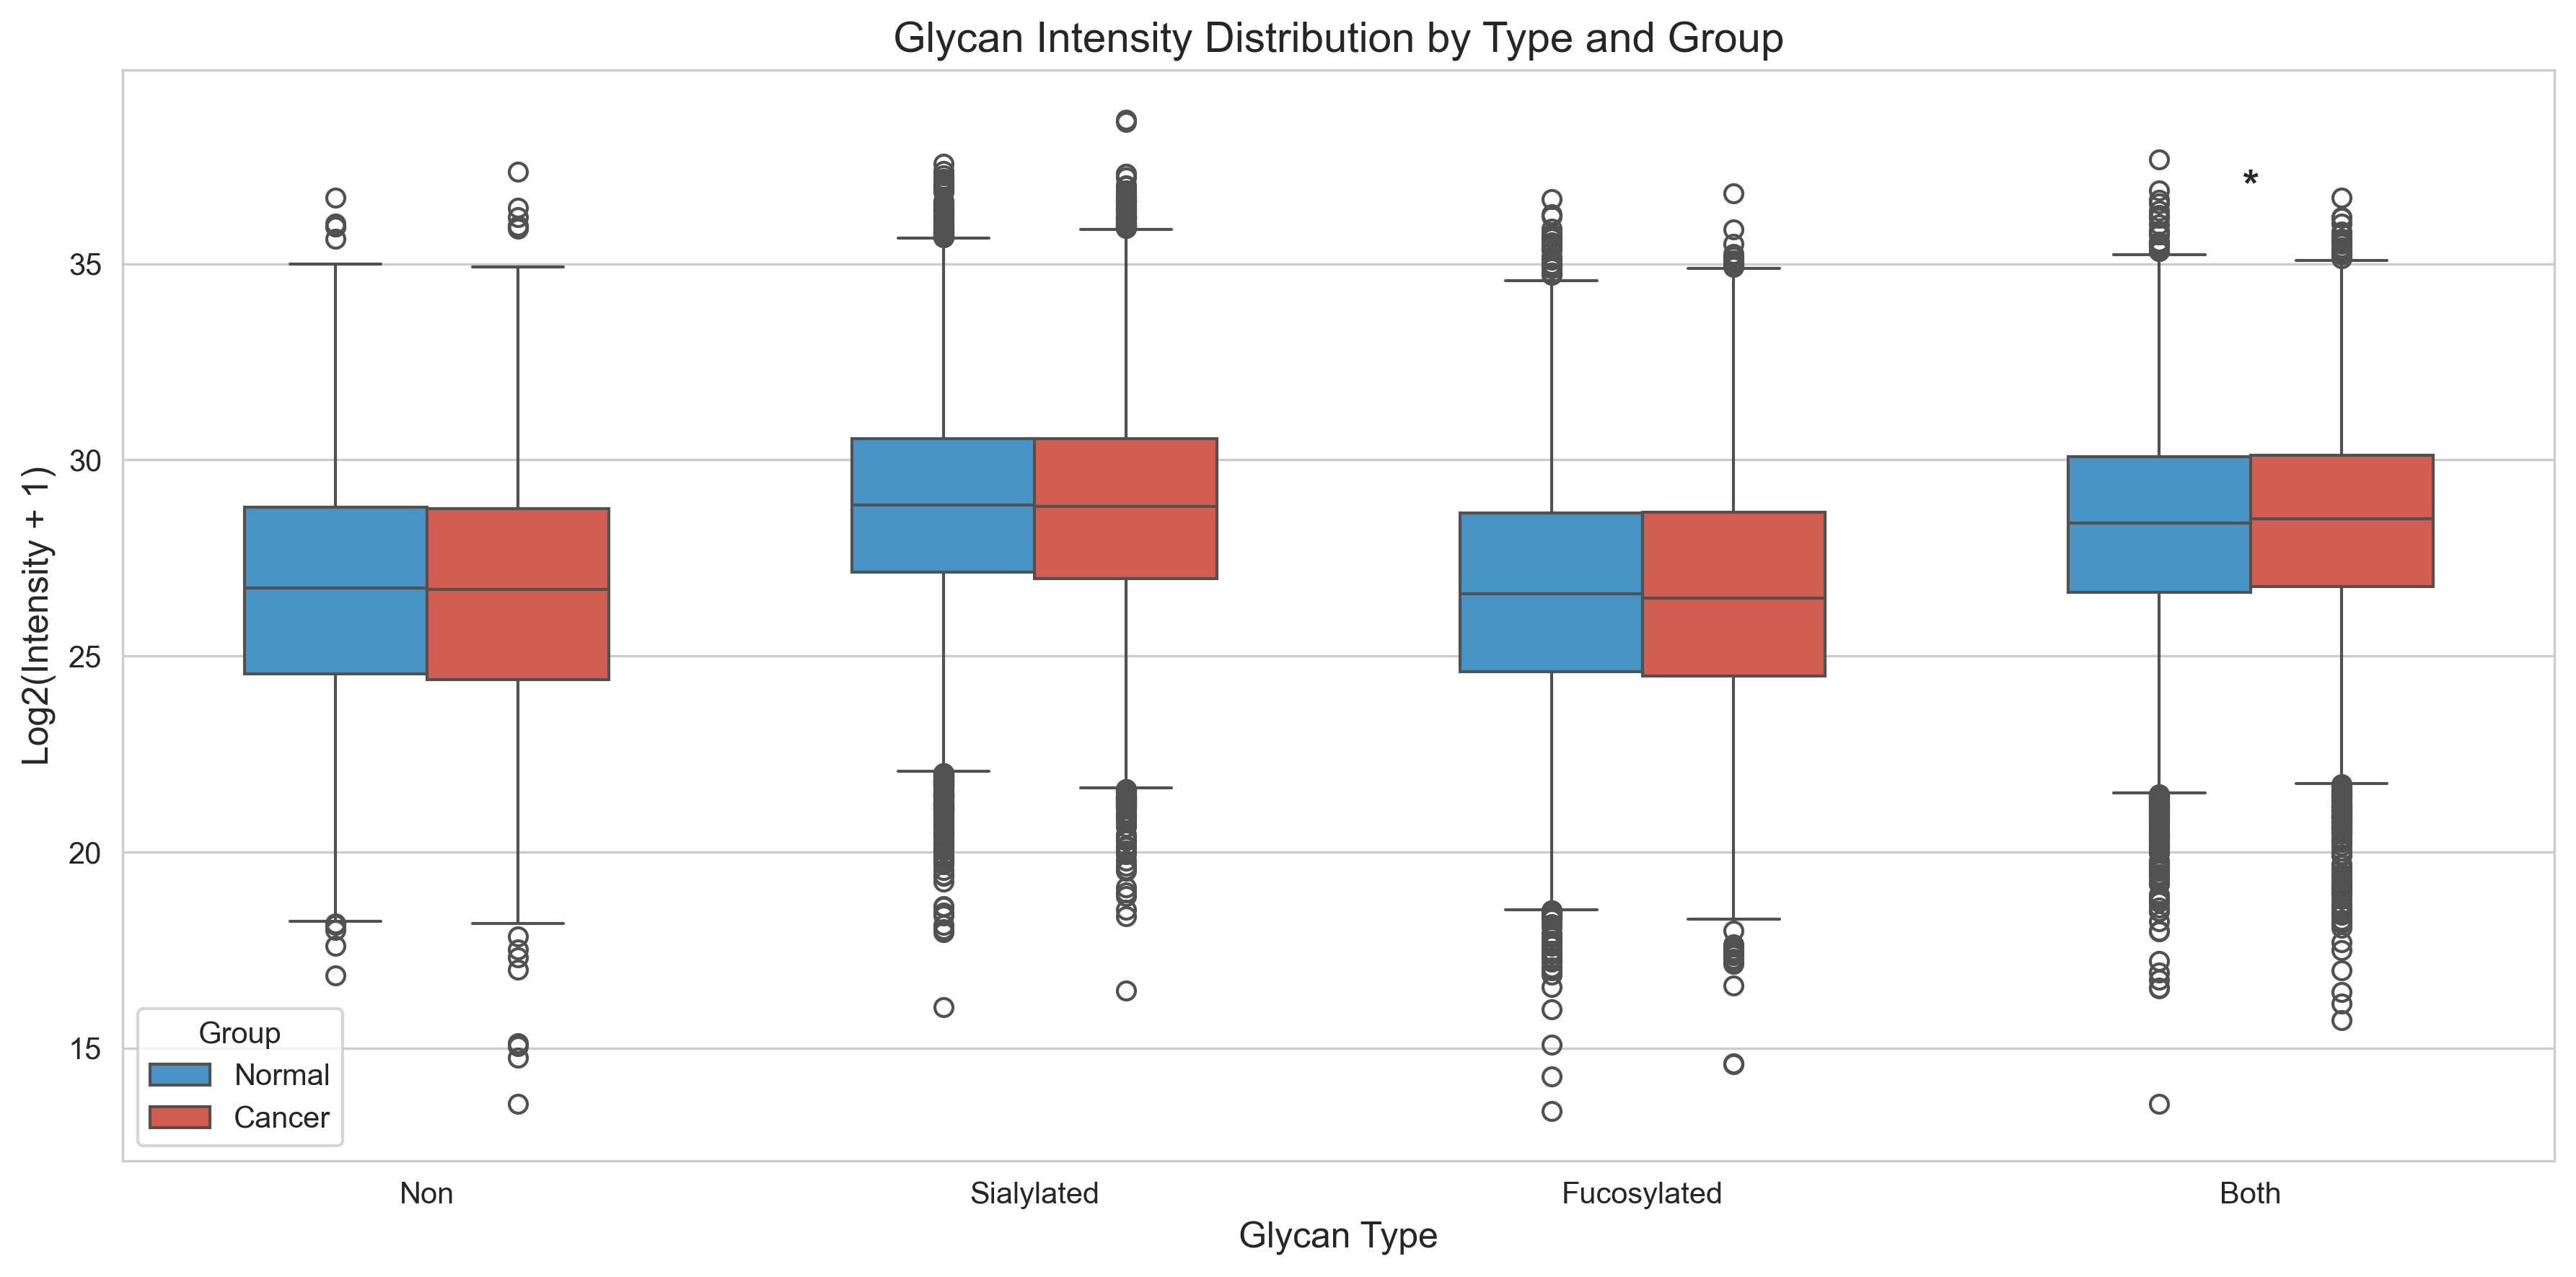 Glycan Intensity Distribution by Type and Group
Log2(Intensity + 1)
35
30
25
20
15
*
Group
Normal
Cancer
Non
Sialylated
Fucosylated
Both
Glycan Type